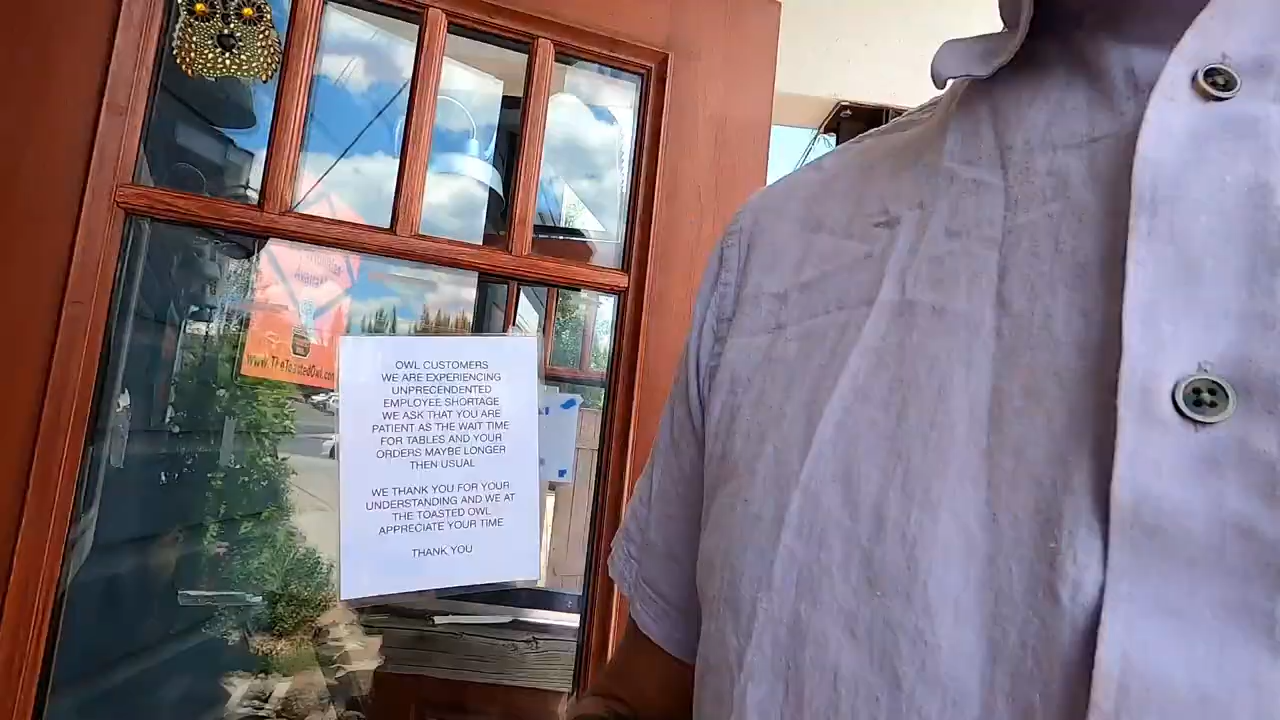 www.TheToastedOwl.com
OWL CUSTOMERS
WE ARE EXPERIENCING
UNPRECENDENTED
EMPLOYEE SHORTAGE
WE ASK THAT YOU ARE
PATIENT AS THE WAIT TIME
FOR TABLES AND YOUR
ORDERS MAYBE LONGER
THEN USUAL
WE THANK YOU FOR YOUR
UNDERSTANDING AND WE AT
THE TOASTED OWL
APPRECIATE YOUR TIME
THANK YOU